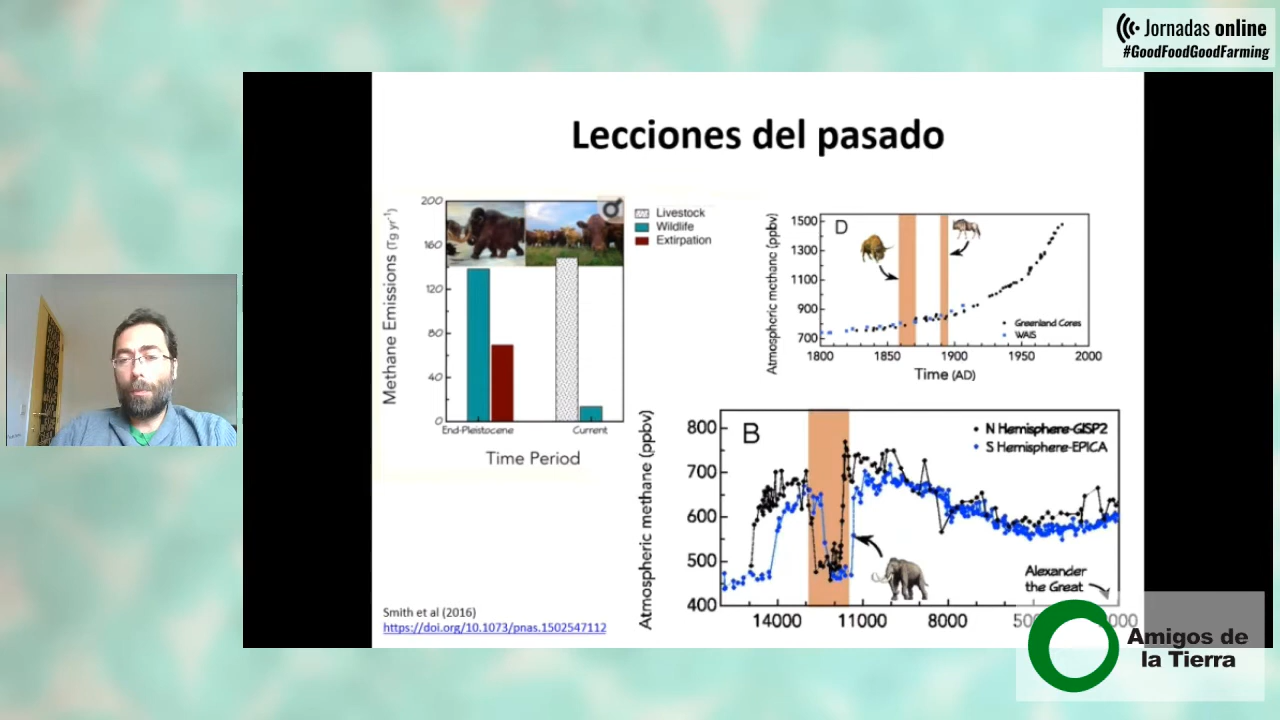 Jornadas online
#GoodFoodGoodFarming
Lecciones del pasado
Methane Emissions (Tg yr⁻¹)
200
160
120
80
40
0
End-Pleistocene
Current
Time Period
Livestock
Wildlife
Extirpation
Atmospheric methane (ppbv)
1500
1300
1100
900
700
D
Greenland Cores
WAIS
1800
1850
1900
1950
2000
Time (AD)
Atmospheric methane (ppbv)
800
700
600
500
400
B
N Hemisphere-GISP2
S Hemisphere-EPICA
Alexander
the Great
14000
11000
8000
Smith et al (2016)
https://doi.org/10.1073/pnas.1502547112
Amigos de
la Tierra